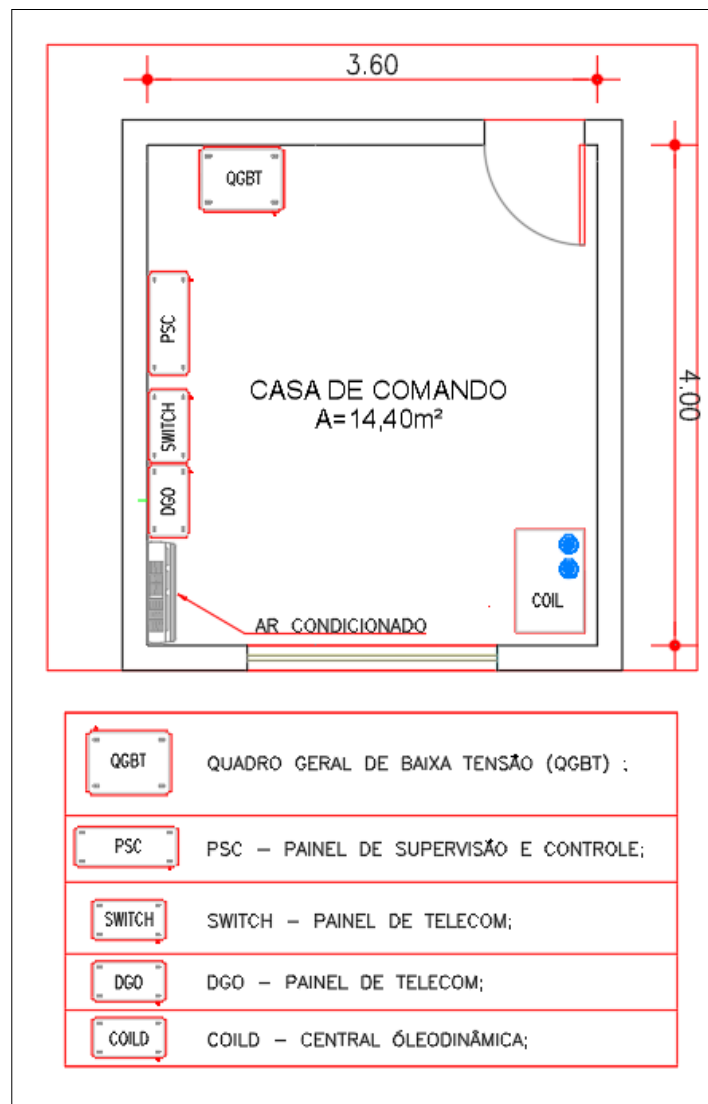 3.60
QGBT
PSC
CASA DE COMANDO
A=14,40m²
4.00
SWITCH
DGO
COIL
AR CONDICIONADO
QGBT QUADRO GERAL DE BAIXA TENSÃO (QGBT) ;
PSC PSC – PAINEL DE SUPERVISÃO E CONTROLE;
SWITCH SWITCH – PAINEL DE TELECOM;
DGO DGO – PAINEL DE TELECOM;
COILD COILD – CENTRAL ÓLEODINÂMICA;